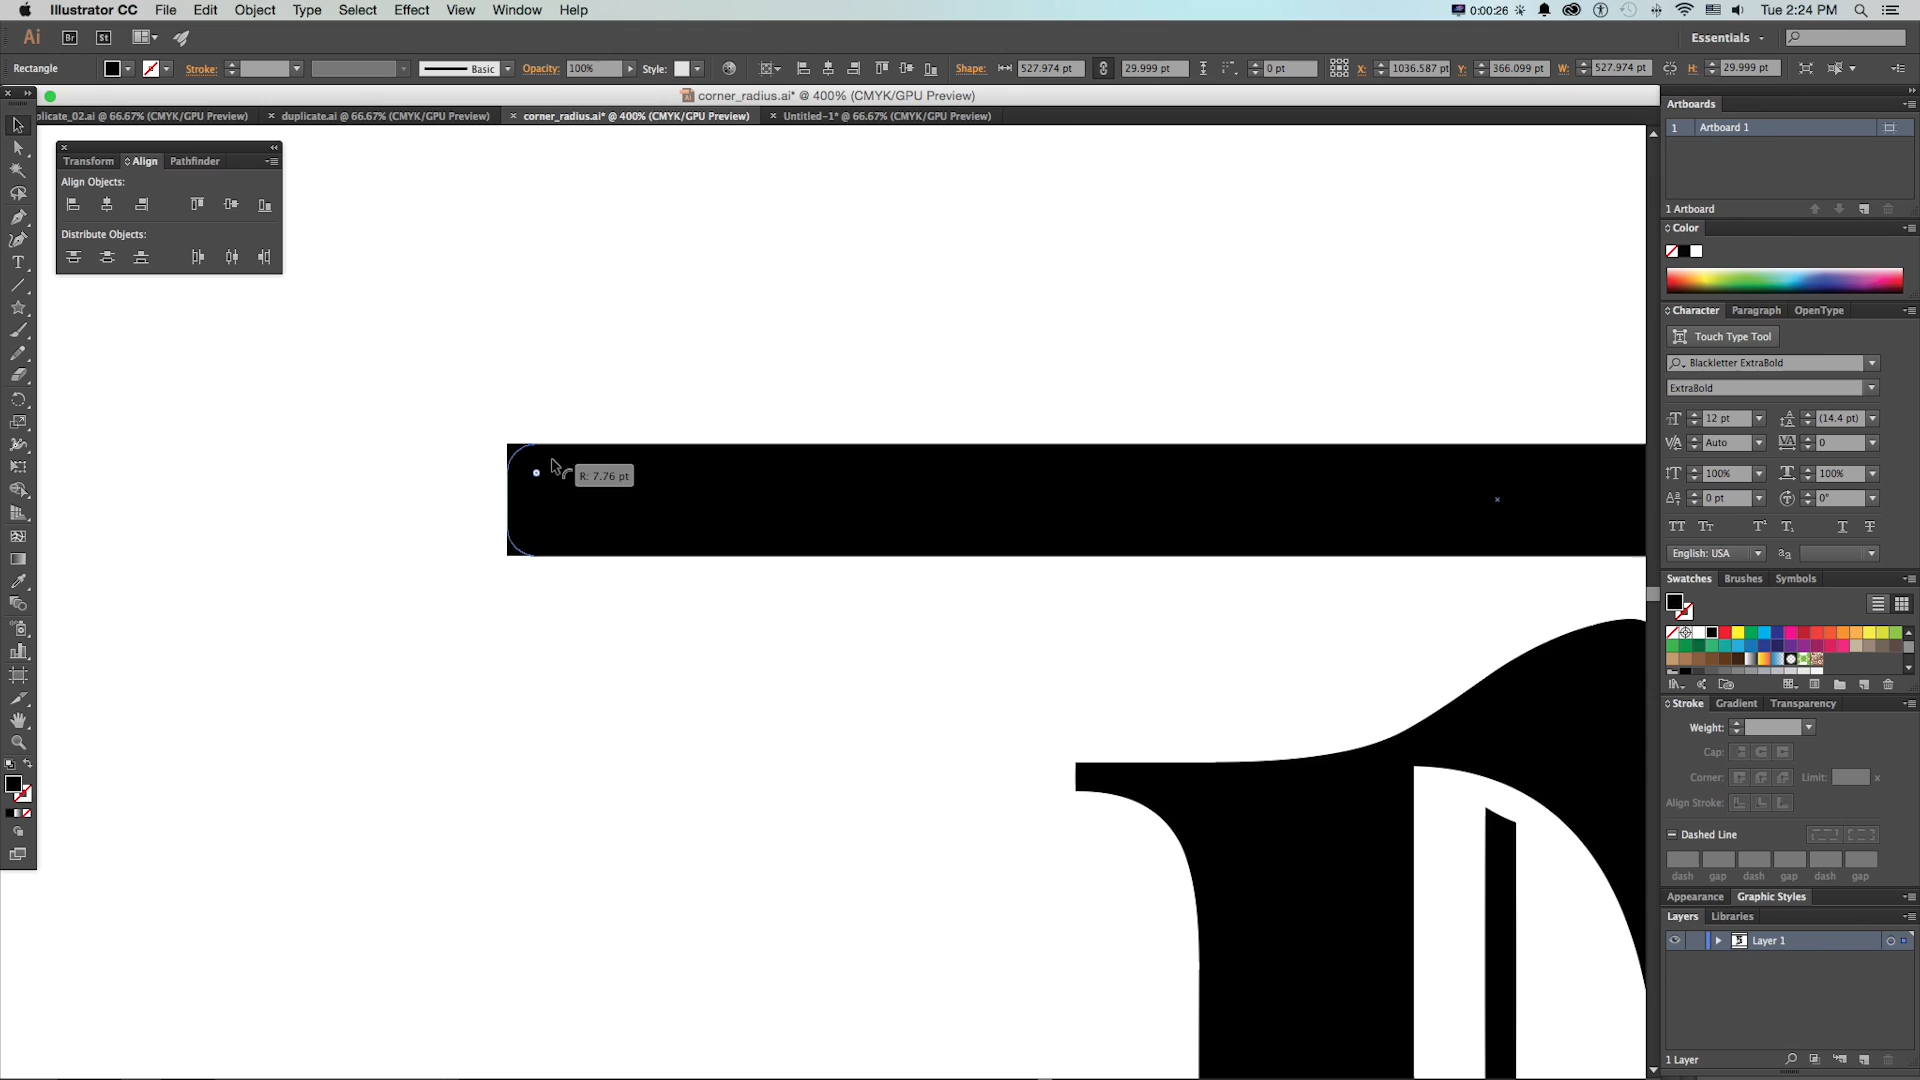 Illustrator CC File Edit Object Type Select Effect View Window Help 0:00:26 Tue 2:24 PM
Ai Br St Essentials
Rectangle Stroke: Basic Opacity: 100% Style: Shape: 527.974 pt 29.999 pt 0 pt X: 1036.587 pt Y: 366.099 pt W: 527.974 pt H: 29.999 pt
corner_radius.ai* @ 400% (CMYK/GPU Preview)
plicate_02.ai @ 66.67% (CMYK/GPU Preview) duplicate.ai @ 66.67% (CMYK/GPU Preview) corner_radius.ai* @ 400% (CMYK/GPU Preview) Untitled-1* @ 66.67% (CMYK/GPU Preview)
Transform Align Pathfinder
Align Objects:
Distribute Objects:
R: 7.76 pt
Artboards
1 Artboard 1
1 Artboard
Color
Character Paragraph OpenType
Touch Type Tool
Blackletter ExtraBold
ExtraBold
12 pt (14.4 pt)
Auto 0
100% 100%
0 pt 0°
English: USA
Swatches Brushes Symbols
Stroke Gradient Transparency
Weight:
Cap:
Corner: Limit: x
Align Stroke:
Dashed Line
dash gap dash gap dash gap
Appearance Graphic Styles
Layers Libraries
Layer 1
1 Layer